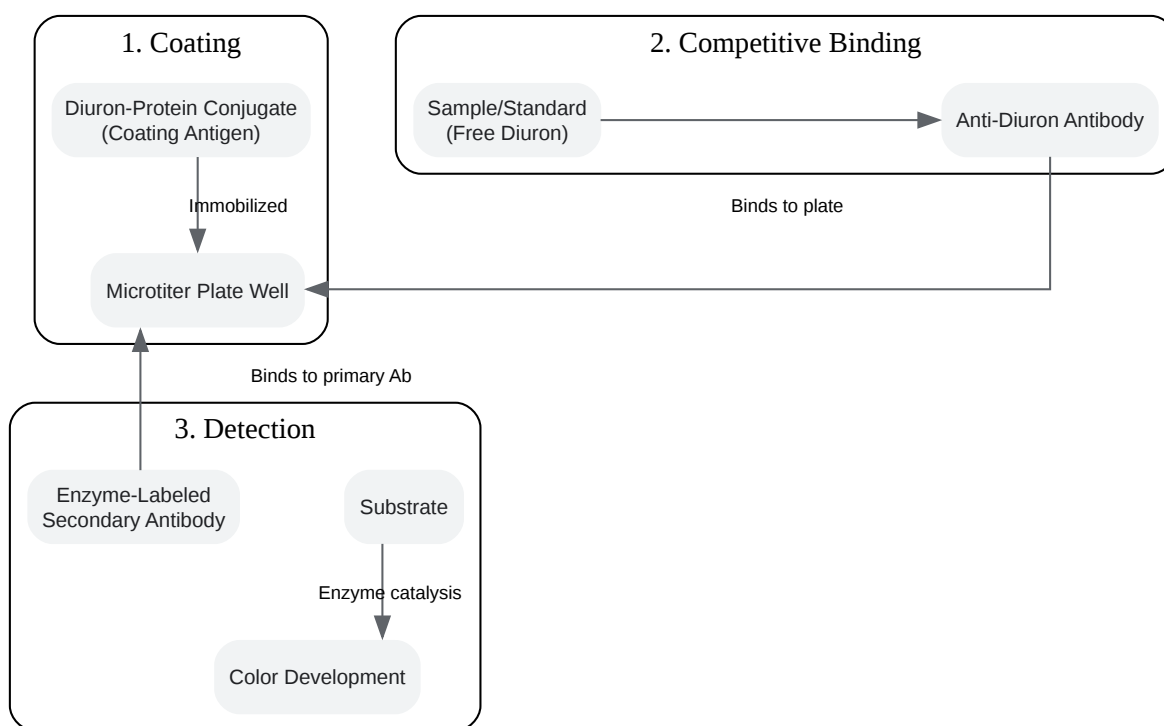 1. Coating
Diuron-Protein Conjugate
(Coating Antigen)
Immobilized
Microtiter Plate Well
2. Competitive Binding
Sample/Standard
(Free Diuron)
Anti-Diuron Antibody
Binds to plate
Binds to primary Ab
3. Detection
Enzyme-Labeled
Secondary Antibody
Substrate
Enzyme catalysis
Color Development